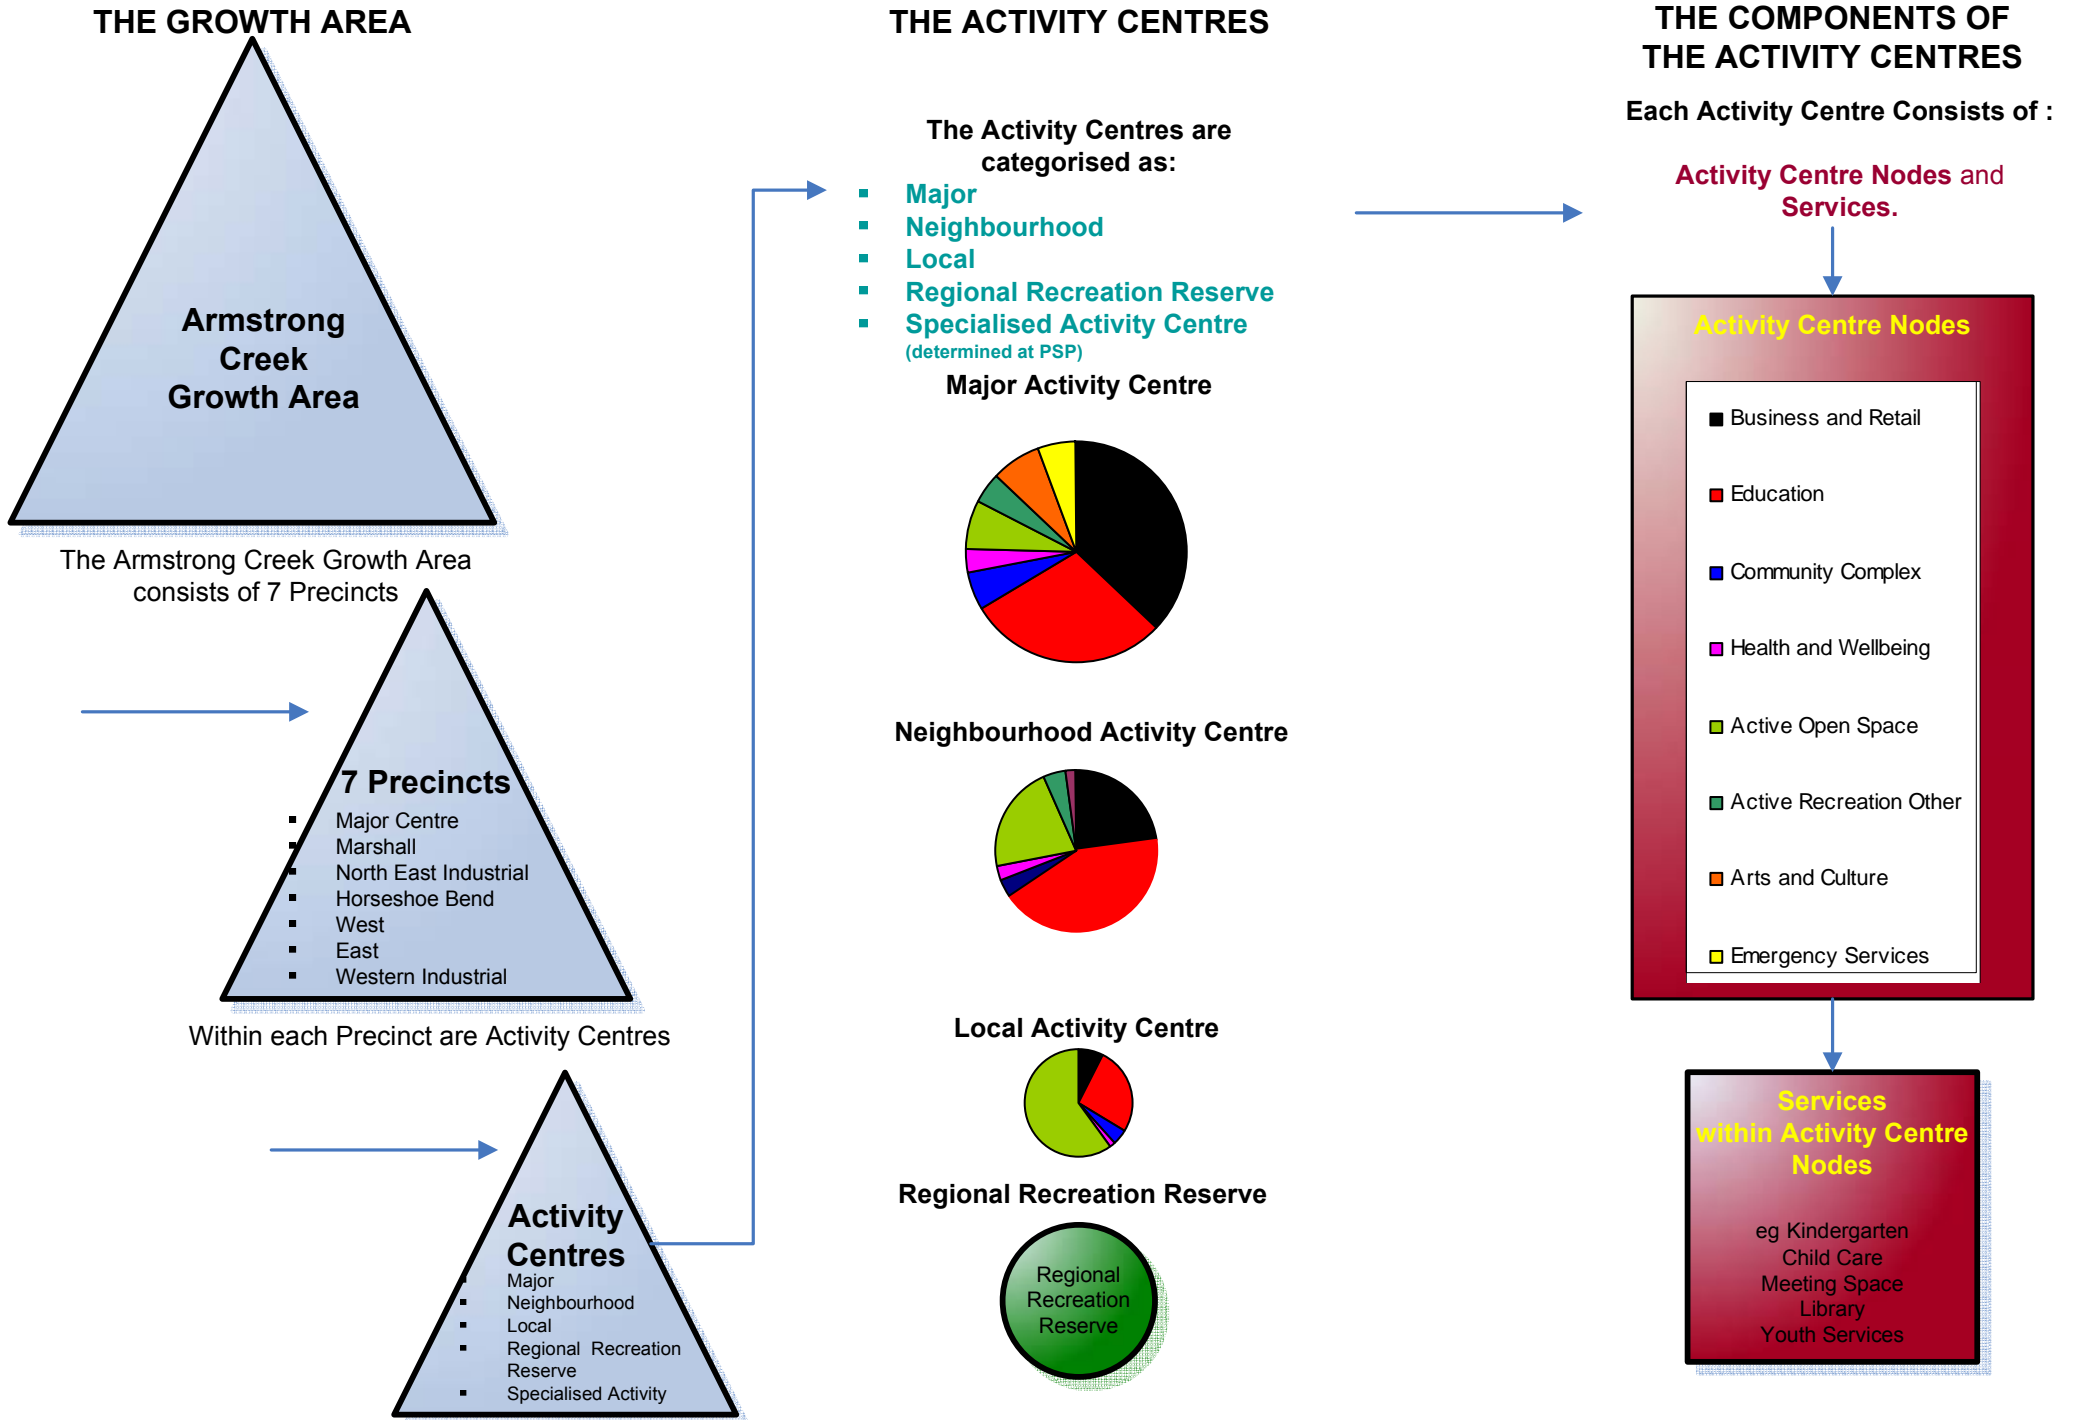 THE GROWTH AREA
Armstrong
Creek
Growth Area
The Armstrong Creek Growth Area
consists of 7 Precincts
7 Precincts
▪ Major Centre
▪ Marshall
▪ North East Industrial
▪ Horseshoe Bend
▪ West
▪ East
▪ Western Industrial
Within each Precinct are Activity Centres
Activity
Centres
▪ Major
▪ Neighbourhood
▪ Local
▪ Regional Recreation
Reserve
▪ Specialised Activity
THE ACTIVITY CENTRES
The Activity Centres are
categorised as:
▪ Major
▪ Neighbourhood
▪ Local
▪ Regional Recreation Reserve
▪ Specialised Activity Centre
(determined at PSP)
Major Activity Centre
Neighbourhood Activity Centre
Local Activity Centre
Regional Recreation Reserve
Regional
Recreation
Reserve
THE COMPONENTS OF
THE ACTIVITY CENTRES
Each Activity Centre Consists of :
Activity Centre Nodes and
Services.
Activity Centre Nodes
Business and Retail
Education
Community Complex
Health and Wellbeing
Active Open Space
Active Recreation Other
Arts and Culture
Emergency Services
Services
within Activity Centre
Nodes
eg Kindergarten
Child Care
Meeting Space
Library
Youth Services